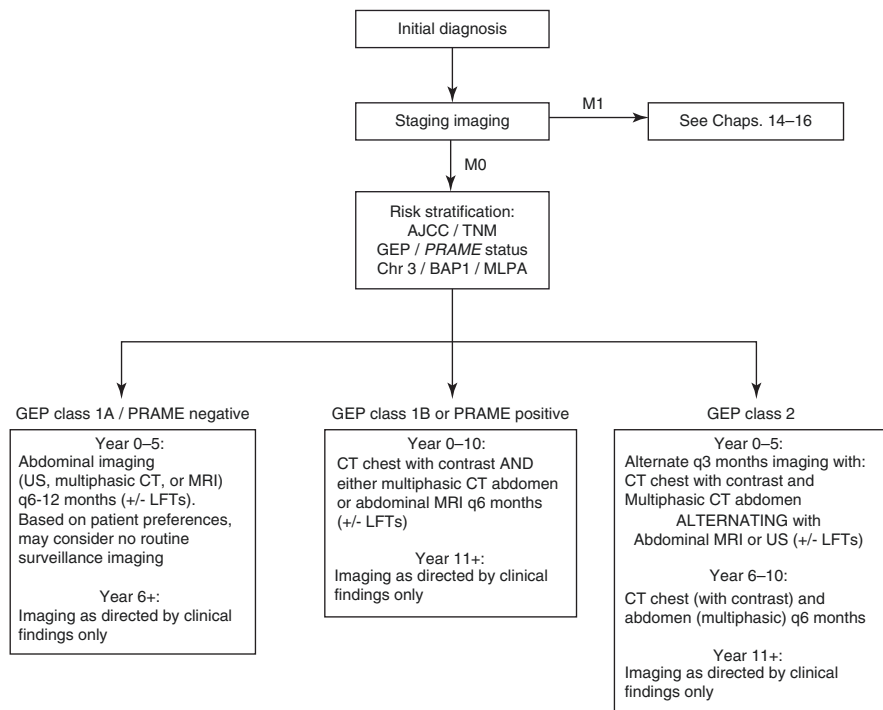 Initial diagnosis
Staging imaging
M1
See Chaps. 14–16
M0
Risk stratification:
AJCC / TNM
GEP / PRAME status
Chr 3 / BAP1 / MLPA
GEP class 1A / PRAME negative
Year 0–5:
Abdominal imaging
(US, multiphasic CT, or MRI)
q6-12 months (+/- LFTs).
Based on patient preferences,
may consider no routine
surveillance imaging
Year 6+:
Imaging as directed by clinical
findings only
GEP class 1B or PRAME positive
Year 0–10:
CT chest with contrast AND
either multiphasic CT abdomen
or abdominal MRI q6 months
(+/- LFTs)
Year 11+:
Imaging as directed by clinical
findings only
GEP class 2
Year 0–5:
Alternate q3 months imaging with:
CT chest with contrast and
Multiphasic CT abdomen
ALTERNATING with
Abdominal MRI or US (+/- LFTs)
Year 6–10:
CT chest (with contrast) and
abdomen (multiphasic) q6 months
Year 11+:
Imaging as directed by clinical
findings only